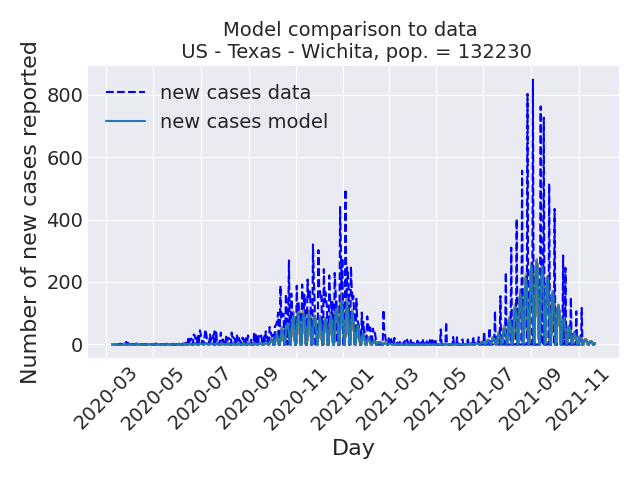 Model comparison to data
US - Texas - Wichita, pop. = 132230
Number of new cases reported
800
600
400
200
0
new cases data
new cases model
2020-03
2020-05
2020-07
2020-09
2020-11
2021-01
2021-03
2021-05
2021-07
2021-09
2021-11
Day